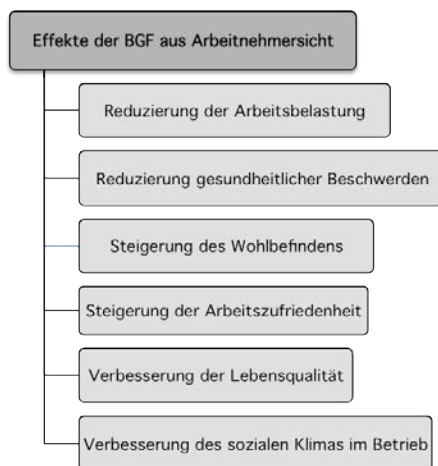 Effekte der BGF aus Arbeitnehmersicht
Reduzierung der Arbeitsbelastung
Reduzierung gesundheitlicher Beschwerden
Steigerung des Wohlbefindens
Steigerung der Arbeitszufriedenheit
Verbesserung der Lebensqualität
Verbesserung des sozialen Klimas im Betrieb